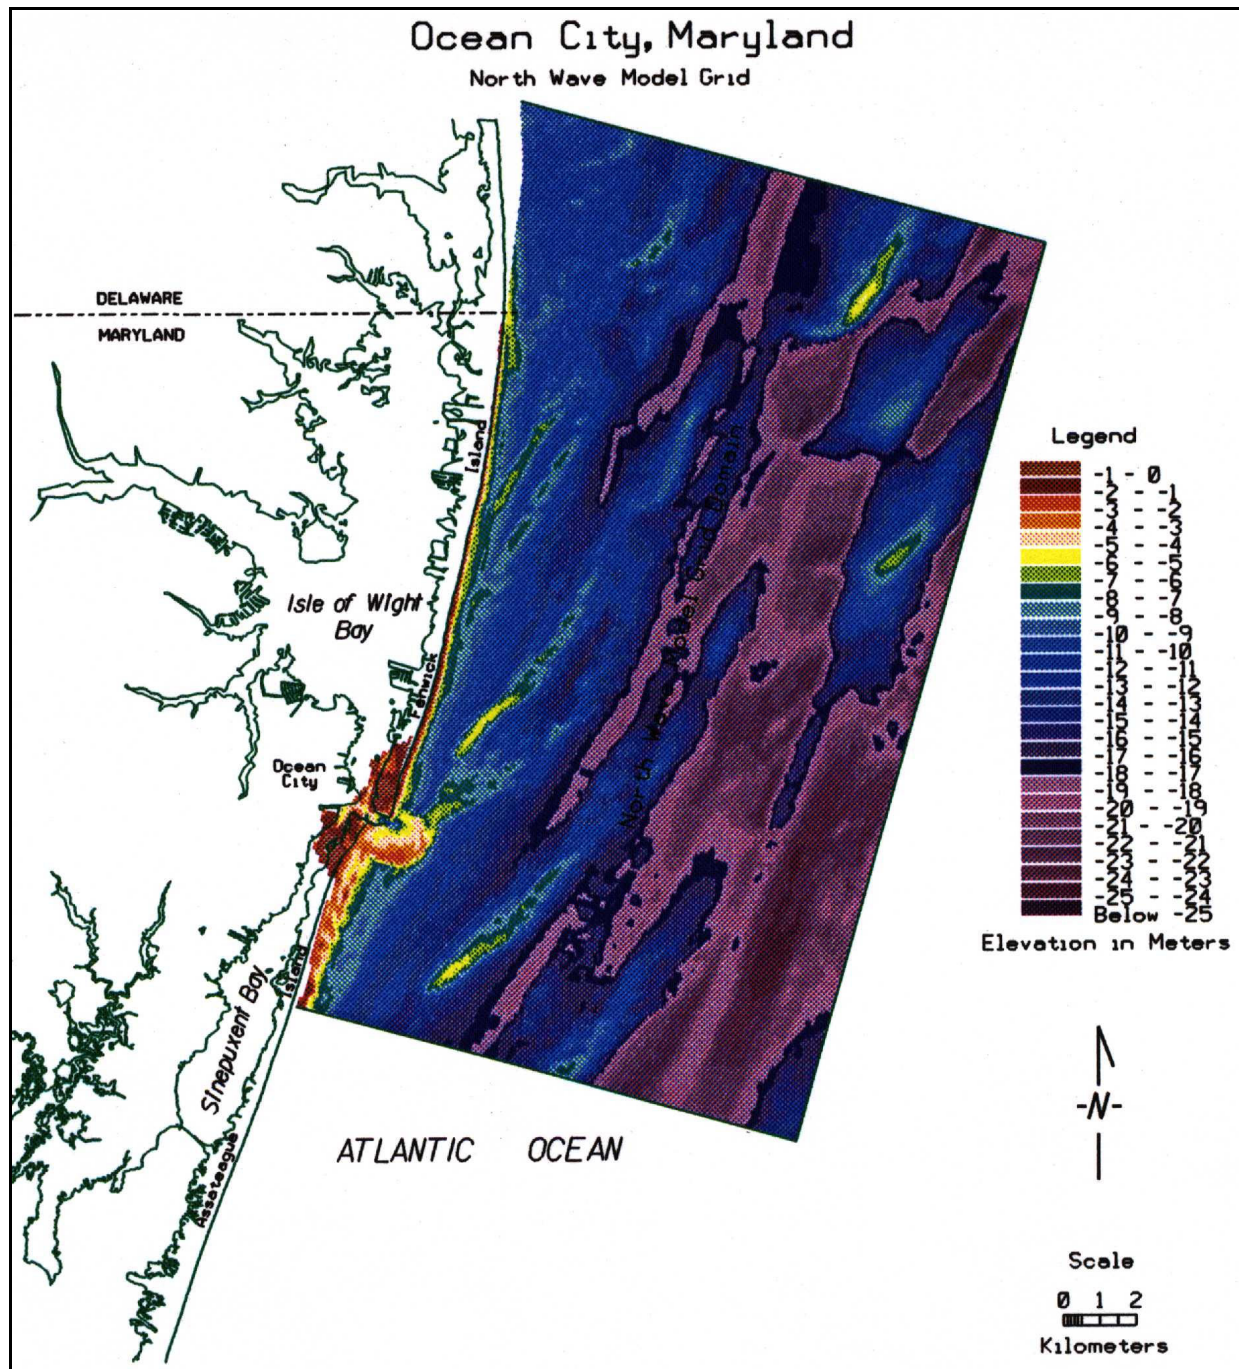 Ocean City, Maryland
North Wave Model Grid
DELAWARE
MARYLAND
Island
Isle of Wight
Bay
Fenwick
Ocean
City
North Wave Model Grid Domain
Sinepuxent Bay
Island
Assateague
ATLANTIC OCEAN
Legend
-1 - 0
-2 - -1
-3 - -2
-4 - -3
-5 - -4
-6 - -5
-7 - -6
-8 - -7
-9 - -8
-10 - -9
-11 - -10
-12 - -11
-13 - -12
-14 - -13
-15 - -14
-16 - -15
-17 - -16
-18 - -17
-19 - -18
-20 - -19
-21 - -20
-22 - -21
-23 - -22
-24 - -23
-25 - -24
Below -25
Elevation in Meters
-N-
Scale
0 1 2
Kilometers